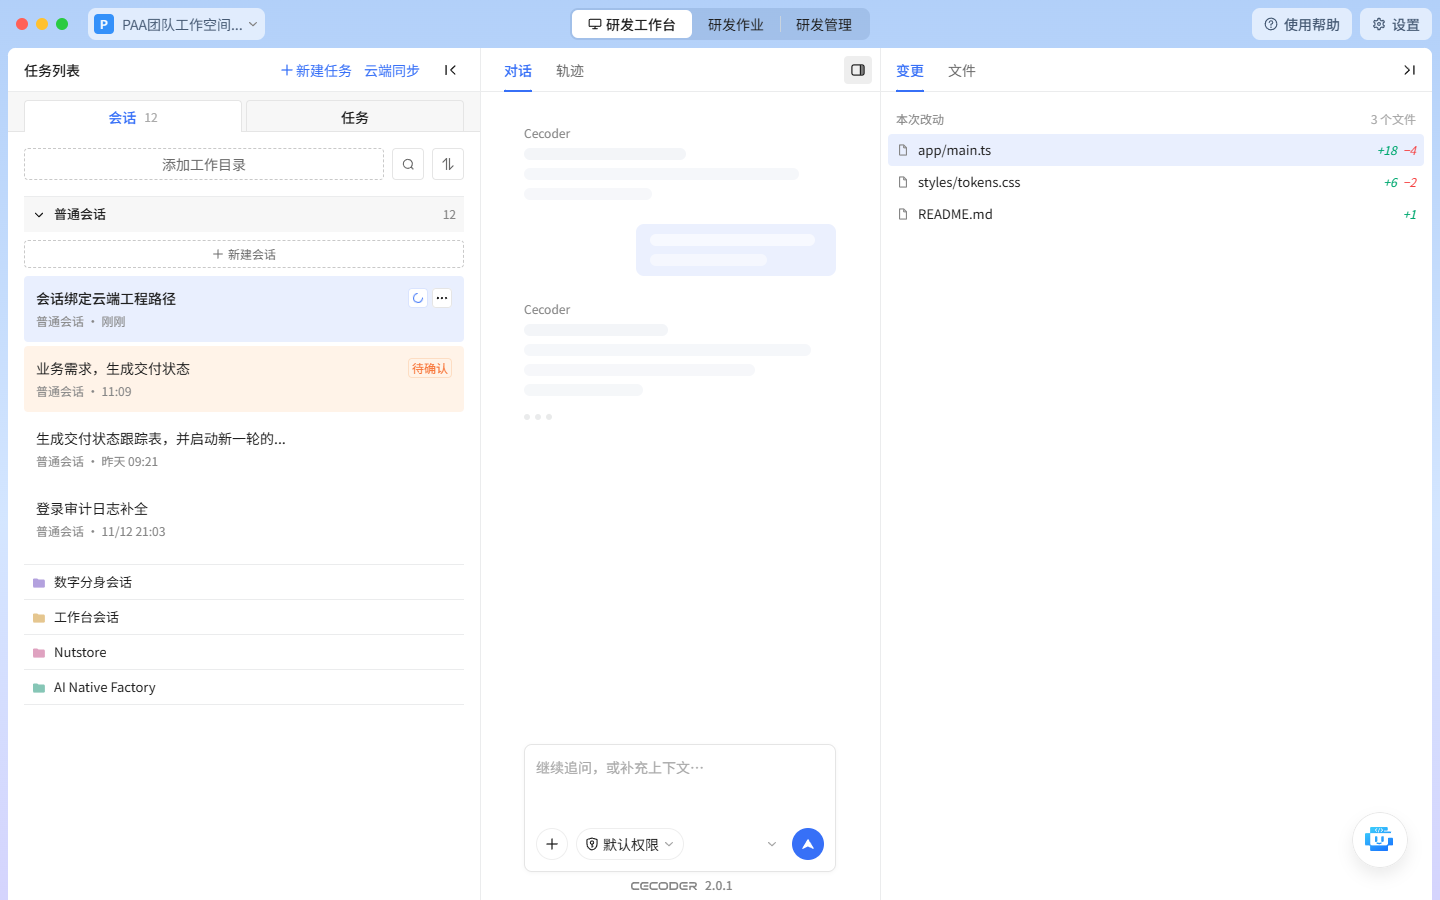 P PAA团队工作空间...
研发工作台 研发作业 研发管理
使用帮助 设置
任务列表 +新建任务 云端同步
对话 轨迹
变更 文件
会话 12 任务
添加工作目录
普通会话 12
+ 新建会话
会话绑定云端工程路径
普通会话 · 刚刚
业务需求，生成交付状态 待确认
普通会话 · 11:09
生成交付状态跟踪表，并启动新一轮的...
普通会话 · 昨天 09:21
登录审计日志补全
普通会话 · 11/12 21:03
数字分身会话
工作台会话
Nutstore
AI Native Factory
Cecoder
Cecoder
继续追问，或补充上下文…
默认权限
CECODER 2.0.1
本次改动 3 个文件
app/main.ts +18 −4
styles/tokens.css +6 −2
README.md +1